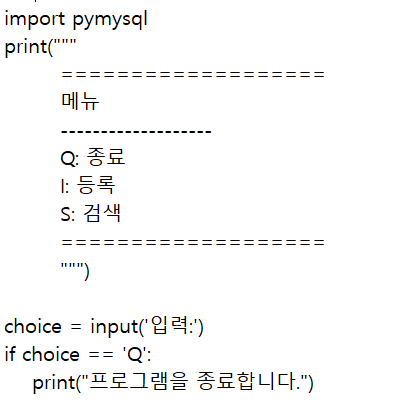 import pymysql
print("""
====================
메뉴
-------------------
Q: 종료
I: 등록
S: 검색
====================
""")
choice = input('입력:')
if choice == 'Q':
print("프로그램을 종료합니다.")